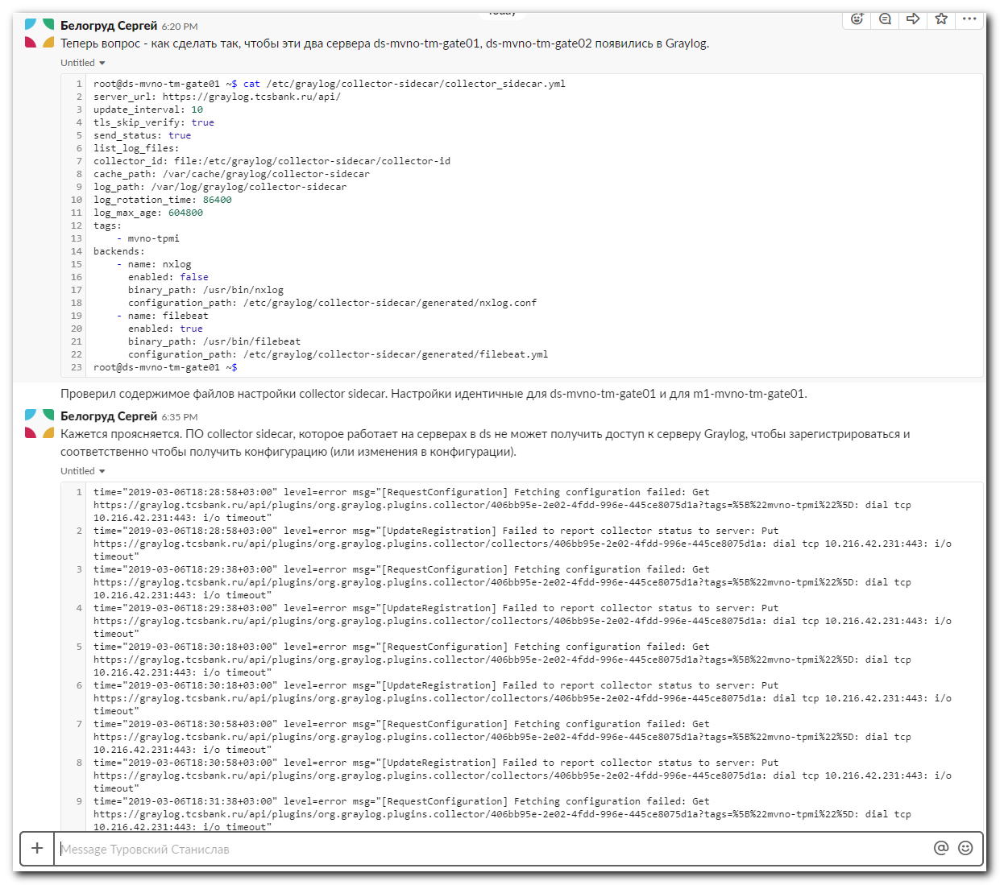 Today
Белогруд Сергей 6:20 PM
Теперь вопрос - как сделать так, чтобы эти два сервера ds-mvno-tm-gate01, ds-mvno-tm-gate02 появились в Graylog.
Untitled
1 root@ds-mvno-tm-gate01 ~$ cat /etc/graylog/collector-sidecar/collector_sidecar.yml
2 server_url: https://graylog.tcsbank.ru/api/
3 update_interval: 10
4 tls_skip_verify: true
5 send_status: true
6 list_log_files:
7 collector_id: file:/etc/graylog/collector-sidecar/collector-id
8 cache_path: /var/cache/graylog/collector-sidecar
9 log_path: /var/log/graylog/collector-sidecar
10 log_rotation_time: 86400
11 log_max_age: 604800
12 tags:
13 - mvno-tpmi
14 backends:
15 - name: nxlog
16 enabled: false
17 binary_path: /usr/bin/nxlog
18 configuration_path: /etc/graylog/collector-sidecar/generated/nxlog.conf
19 - name: filebeat
20 enabled: true
21 binary_path: /usr/bin/filebeat
22 configuration_path: /etc/graylog/collector-sidecar/generated/filebeat.yml
23 root@ds-mvno-tm-gate01 ~$
Проверил содержимое файлов настройки collector sidecar. Настройки идентичные для ds-mvno-tm-gate01 и для m1-mvno-tm-gate01.
Белогруд Сергей 6:35 PM
Кажется проясняется. ПО collector sidecar, которое работает на серверах в ds не может получить доступ к серверу Graylog, чтобы зарегистрироваться и
соответственно чтобы получить конфигурацию (или изменения в конфигурации).
Untitled
1 time="2019-03-06T18:28:58+03:00" level=error msg="[RequestConfiguration] Fetching configuration failed: Get
https://graylog.tcsbank.ru/api/plugins/org.graylog.plugins.collector/406bb95e-2e02-4fdd-996e-445ce8075d1a?tags=%5B%22mvno-tpmi%22%5D: dial tcp
10.216.42.231:443: i/o timeout"
2 time="2019-03-06T18:28:58+03:00" level=error msg="[UpdateRegistration] Failed to report collector status to server: Put
https://graylog.tcsbank.ru/api/plugins/org.graylog.plugins.collector/collectors/406bb95e-2e02-4fdd-996e-445ce8075d1a: dial tcp 10.216.42.231:443: i/o
timeout"
3 time="2019-03-06T18:29:38+03:00" level=error msg="[RequestConfiguration] Fetching configuration failed: Get
https://graylog.tcsbank.ru/api/plugins/org.graylog.plugins.collector/406bb95e-2e02-4fdd-996e-445ce8075d1a?tags=%5B%22mvno-tpmi%22%5D: dial tcp
10.216.42.231:443: i/o timeout"
4 time="2019-03-06T18:29:38+03:00" level=error msg="[UpdateRegistration] Failed to report collector status to server: Put
https://graylog.tcsbank.ru/api/plugins/org.graylog.plugins.collector/collectors/406bb95e-2e02-4fdd-996e-445ce8075d1a: dial tcp 10.216.42.231:443: i/o
timeout"
5 time="2019-03-06T18:30:18+03:00" level=error msg="[RequestConfiguration] Fetching configuration failed: Get
https://graylog.tcsbank.ru/api/plugins/org.graylog.plugins.collector/406bb95e-2e02-4fdd-996e-445ce8075d1a?tags=%5B%22mvno-tpmi%22%5D: dial tcp
10.216.42.231:443: i/o timeout"
6 time="2019-03-06T18:30:18+03:00" level=error msg="[UpdateRegistration] Failed to report collector status to server: Put
https://graylog.tcsbank.ru/api/plugins/org.graylog.plugins.collector/collectors/406bb95e-2e02-4fdd-996e-445ce8075d1a: dial tcp 10.216.42.231:443: i/o
timeout"
7 time="2019-03-06T18:30:58+03:00" level=error msg="[RequestConfiguration] Fetching configuration failed: Get
https://graylog.tcsbank.ru/api/plugins/org.graylog.plugins.collector/406bb95e-2e02-4fdd-996e-445ce8075d1a?tags=%5B%22mvno-tpmi%22%5D: dial tcp
10.216.42.231:443: i/o timeout"
8 time="2019-03-06T18:30:58+03:00" level=error msg="[UpdateRegistration] Failed to report collector status to server: Put
https://graylog.tcsbank.ru/api/plugins/org.graylog.plugins.collector/collectors/406bb95e-2e02-4fdd-996e-445ce8075d1a: dial tcp 10.216.42.231:443: i/o
timeout"
9 time="2019-03-06T18:31:38+03:00" level=error msg="[RequestConfiguration] Fetching configuration failed: Get
https://graylog.tcsbank.ru/api/plugins/org.graylog.plugins.collector/406bb95e-2e02-4fdd-996e-445ce8075d1a?tags=%5B%22mvno-tpmi%22%5D: dial tcp
10.216.42.231:443: i/o timeout"
Message Туровский Станислав